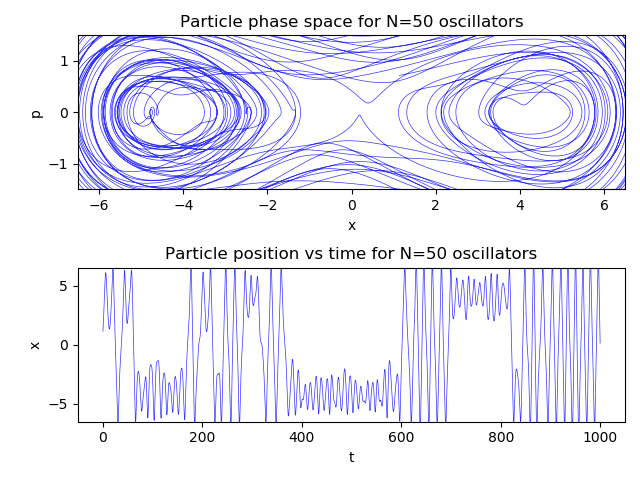 Particle phase space for N=50 oscillators
1
0
−1
p
−6 −4 −2 0 2 4 6
x
Particle position vs time for N=50 oscillators
5
0
−5
x
0 200 400 600 800 1000
t